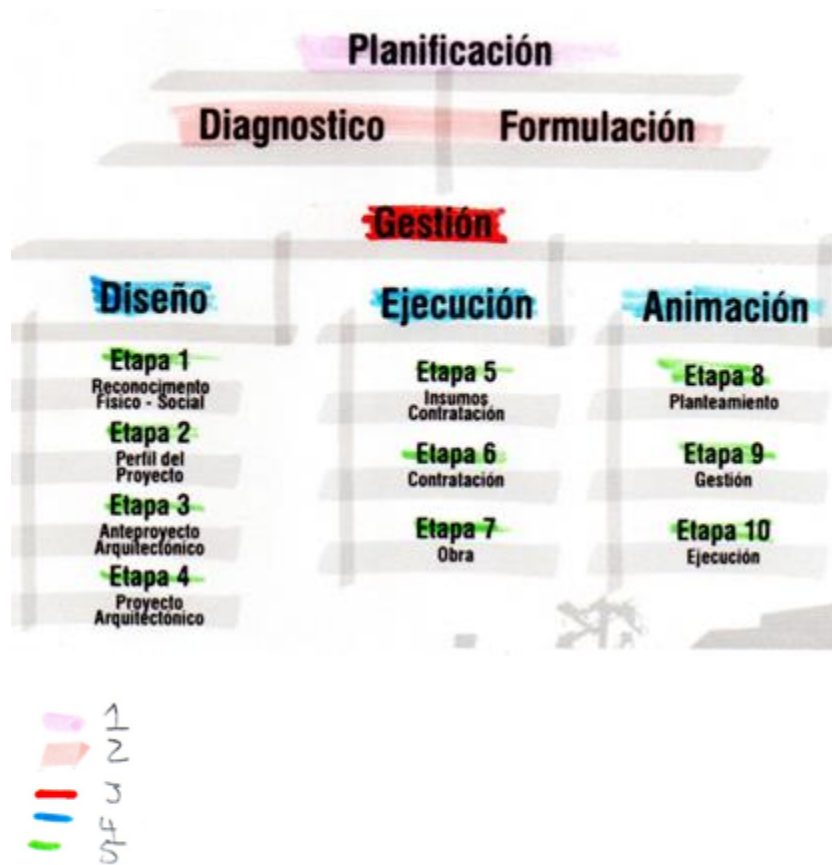 Planificación
Diagnostico Formulación
Gestión
Diseño
Etapa 1
Reconocimento
Físico - Social
Etapa 2
Perfil del
Proyecto
Etapa 3
Anteproyecto
Arquitectónico
Etapa 4
Proyecto
Arquitectónico
Ejecución
Etapa 5
Insumos
Contratación
Etapa 6
Contratación
Etapa 7
Obra
Animación
Etapa 8
Planteamiento
Etapa 9
Gestión
Etapa 10
Ejecución
1
2
3
4
5